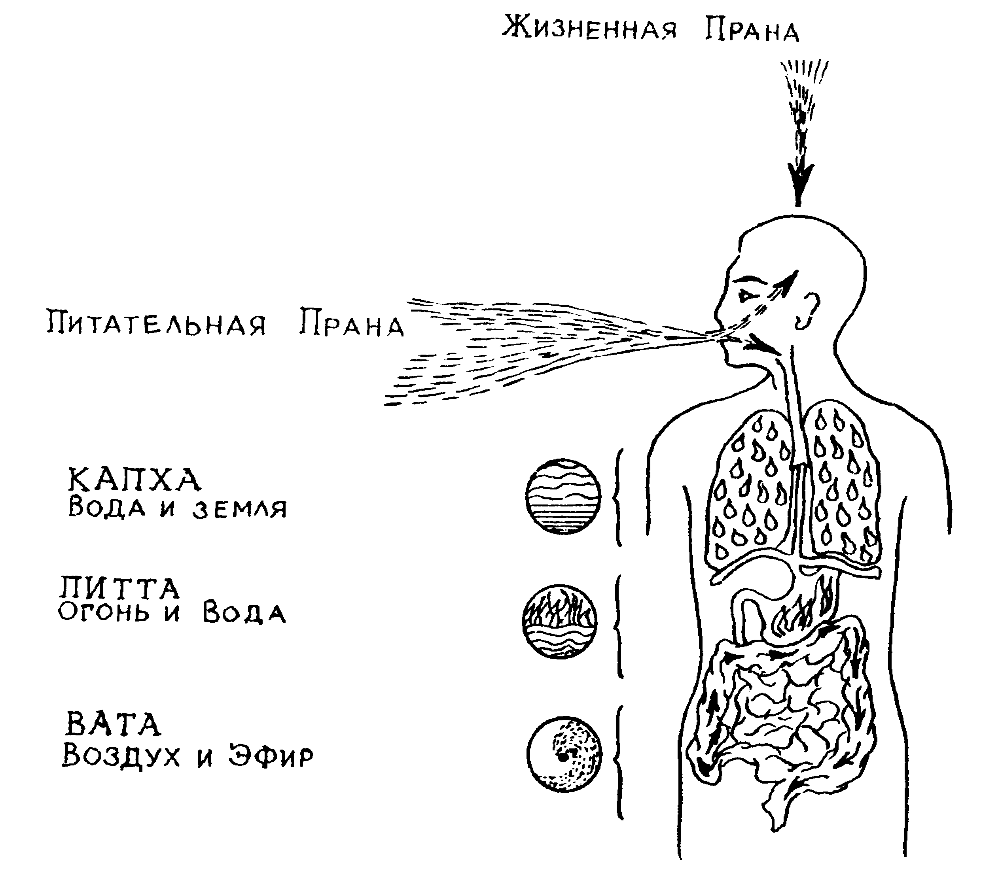 Жизненная Прана
Питательная Прана
КАПХА
Вода и земля
ПИТТА
Огонь и Вода
ВАТА
Воздух и Эфир